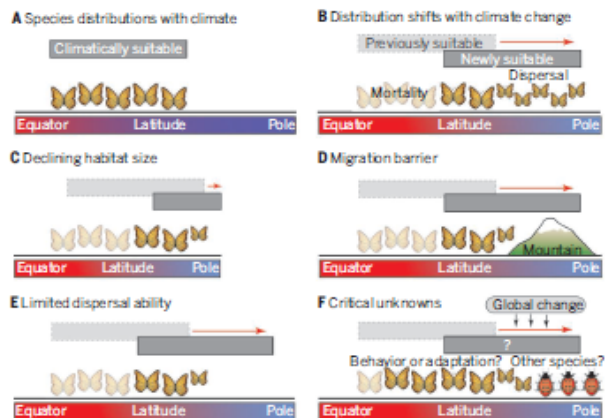 A Species distributions with climate
Climatically suitable
Equator Latitude Pole
B Distribution shifts with climate change
Previously suitable
Newly suitable
Dispersal
Mortality
Equator Latitude Pole
C Declining habitat size
Equator Latitude Pole
D Migration barrier
Mountain
Equator Latitude Pole
E Limited dispersal ability
Equator Latitude Pole
F Critical unknowns
Global change
?
Behavior or adaptation? Other species?
Equator Latitude Pole